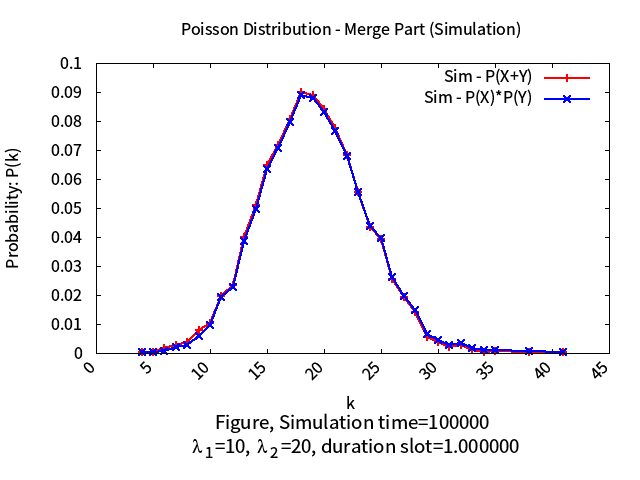 Poisson Distribution - Merge Part (Simulation)
Probability: P(k)
0.1
0.09
0.08
0.07
0.06
0.05
0.04
0.03
0.02
0.01
0
Sim - P(X+Y)
Sim - P(X)*P(Y)
0 5 10 15 20 25 30 35 40 45
k
Figure, Simulation time=100000
λ1=10, λ2=20, duration slot=1.000000